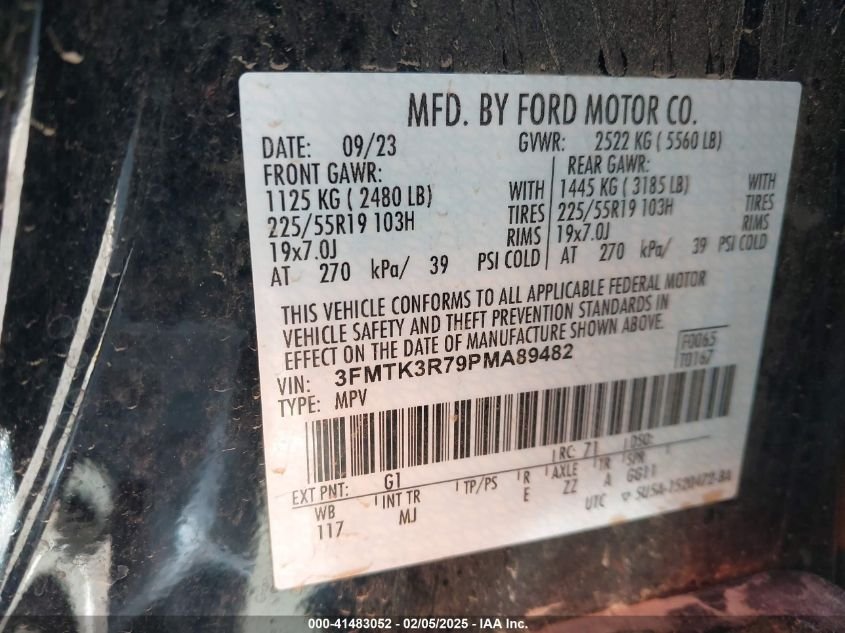 MFD. BY FORD MOTOR CO.
DATE: 09/23 GVWR: 2522 KG ( 5560 LB)
FRONT GAWR: REAR GAWR:
1125 KG ( 2480 LB) WITH 1445 KG ( 3185 LB) WITH
225/55R19 103H TIRES 225/55R19 103H TIRES
19x7.0J RIMS 19x7.0J RIMS
AT 270 kPa/ 39 PSI COLD AT 270 kPa/ 39 PSI COLD
THIS VEHICLE CONFORMS TO ALL APPLICABLE FEDERAL MOTOR
VEHICLE SAFETY AND THEFT PREVENTION STANDARDS IN
EFFECT ON THE DATE OF MANUFACTURE SHOWN ABOVE.
VIN: 3FMTK3R79PMA89482 F0065
TYPE: MPV T0167
EXT PNT: G1 RC: 71 DSO:
WB INT TR TP/PS R AXLE TR SPR
117 MJ E ZZ A GG11
UTC
000-41483052 - 02/05/2025 - IAA Inc.